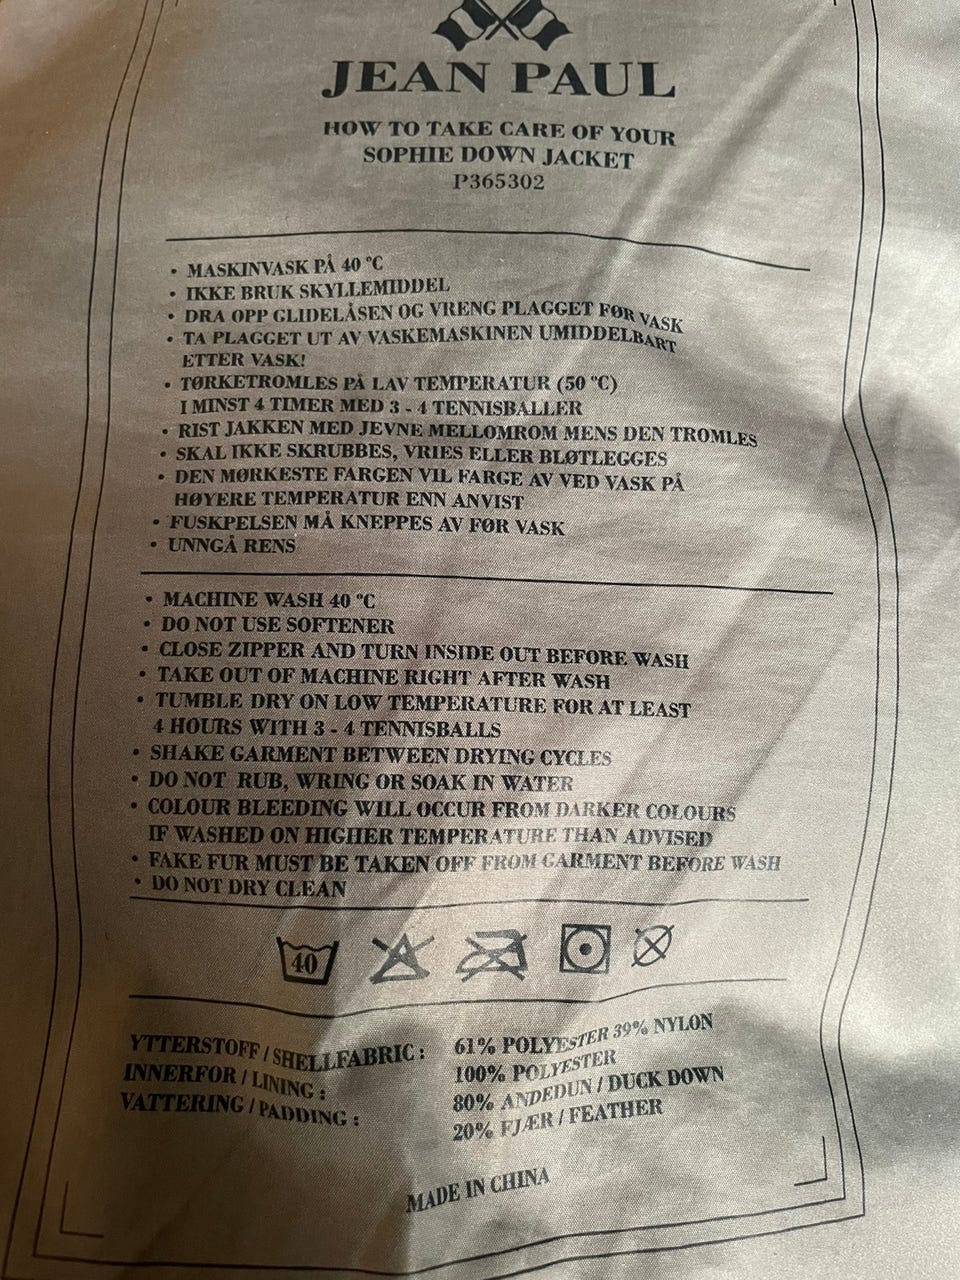 JEAN PAUL
HOW TO TAKE CARE OF YOUR
SOPHIE DOWN JACKET
P365302
• MASKINVASK PÅ 40 °C
• IKKE BRUK SKYLLEMIDDEL
• DRA OPP GLIDELÅSEN OG VRENG PLAGGET FØR VASK
• TA PLAGGET UT AV VASKEMASKINEN UMIDDELBART
ETTER VASK!
• TØRKETROMLES PÅ LAV TEMPERATUR (50 °C)
I MINST 4 TIMER MED 3 - 4 TENNISBALLER
• RIST JAKKEN MED JEVNE MELLOMROM MENS DEN TROMLES
• SKAL IKKE SKRUBBES, VRIES ELLER BLØTLEGGES
• DEN MØRKESTE FARGEN VIL FARGE AV VED VASK PÅ
HØYERE TEMPERATUR ENN ANVIST
• FUSKPELSEN MÅ KNEPPES AV FØR VASK
• UNNGÅ RENS
• MACHINE WASH 40 °C
• DO NOT USE SOFTENER
• CLOSE ZIPPER AND TURN INSIDE OUT BEFORE WASH
• TAKE OUT OF MACHINE RIGHT AFTER WASH
• TUMBLE DRY ON LOW TEMPERATURE FOR AT LEAST
4 HOURS WITH 3 - 4 TENNISBALLS
• SHAKE GARMENT BETWEEN DRYING CYCLES
• DO NOT RUB, WRING OR SOAK IN WATER
• COLOUR BLEEDING WILL OCCUR FROM DARKER COLOURS
IF WASHED ON HIGHER TEMPERATURE THAN ADVISED
• FAKE FUR MUST BE TAKEN OFF FROM GARMENT BEFORE WASH
• DO NOT DRY CLEAN
40
YTTERSTOFF / SHELLFABRIC : 61% POLYESTER 39% NYLON
INNERFOR / LINING : 100% POLYESTER
VATTERING / PADDING : 80% ANDEDUN / DUCK DOWN
20% FJÆR / FEATHER
MADE IN CHINA